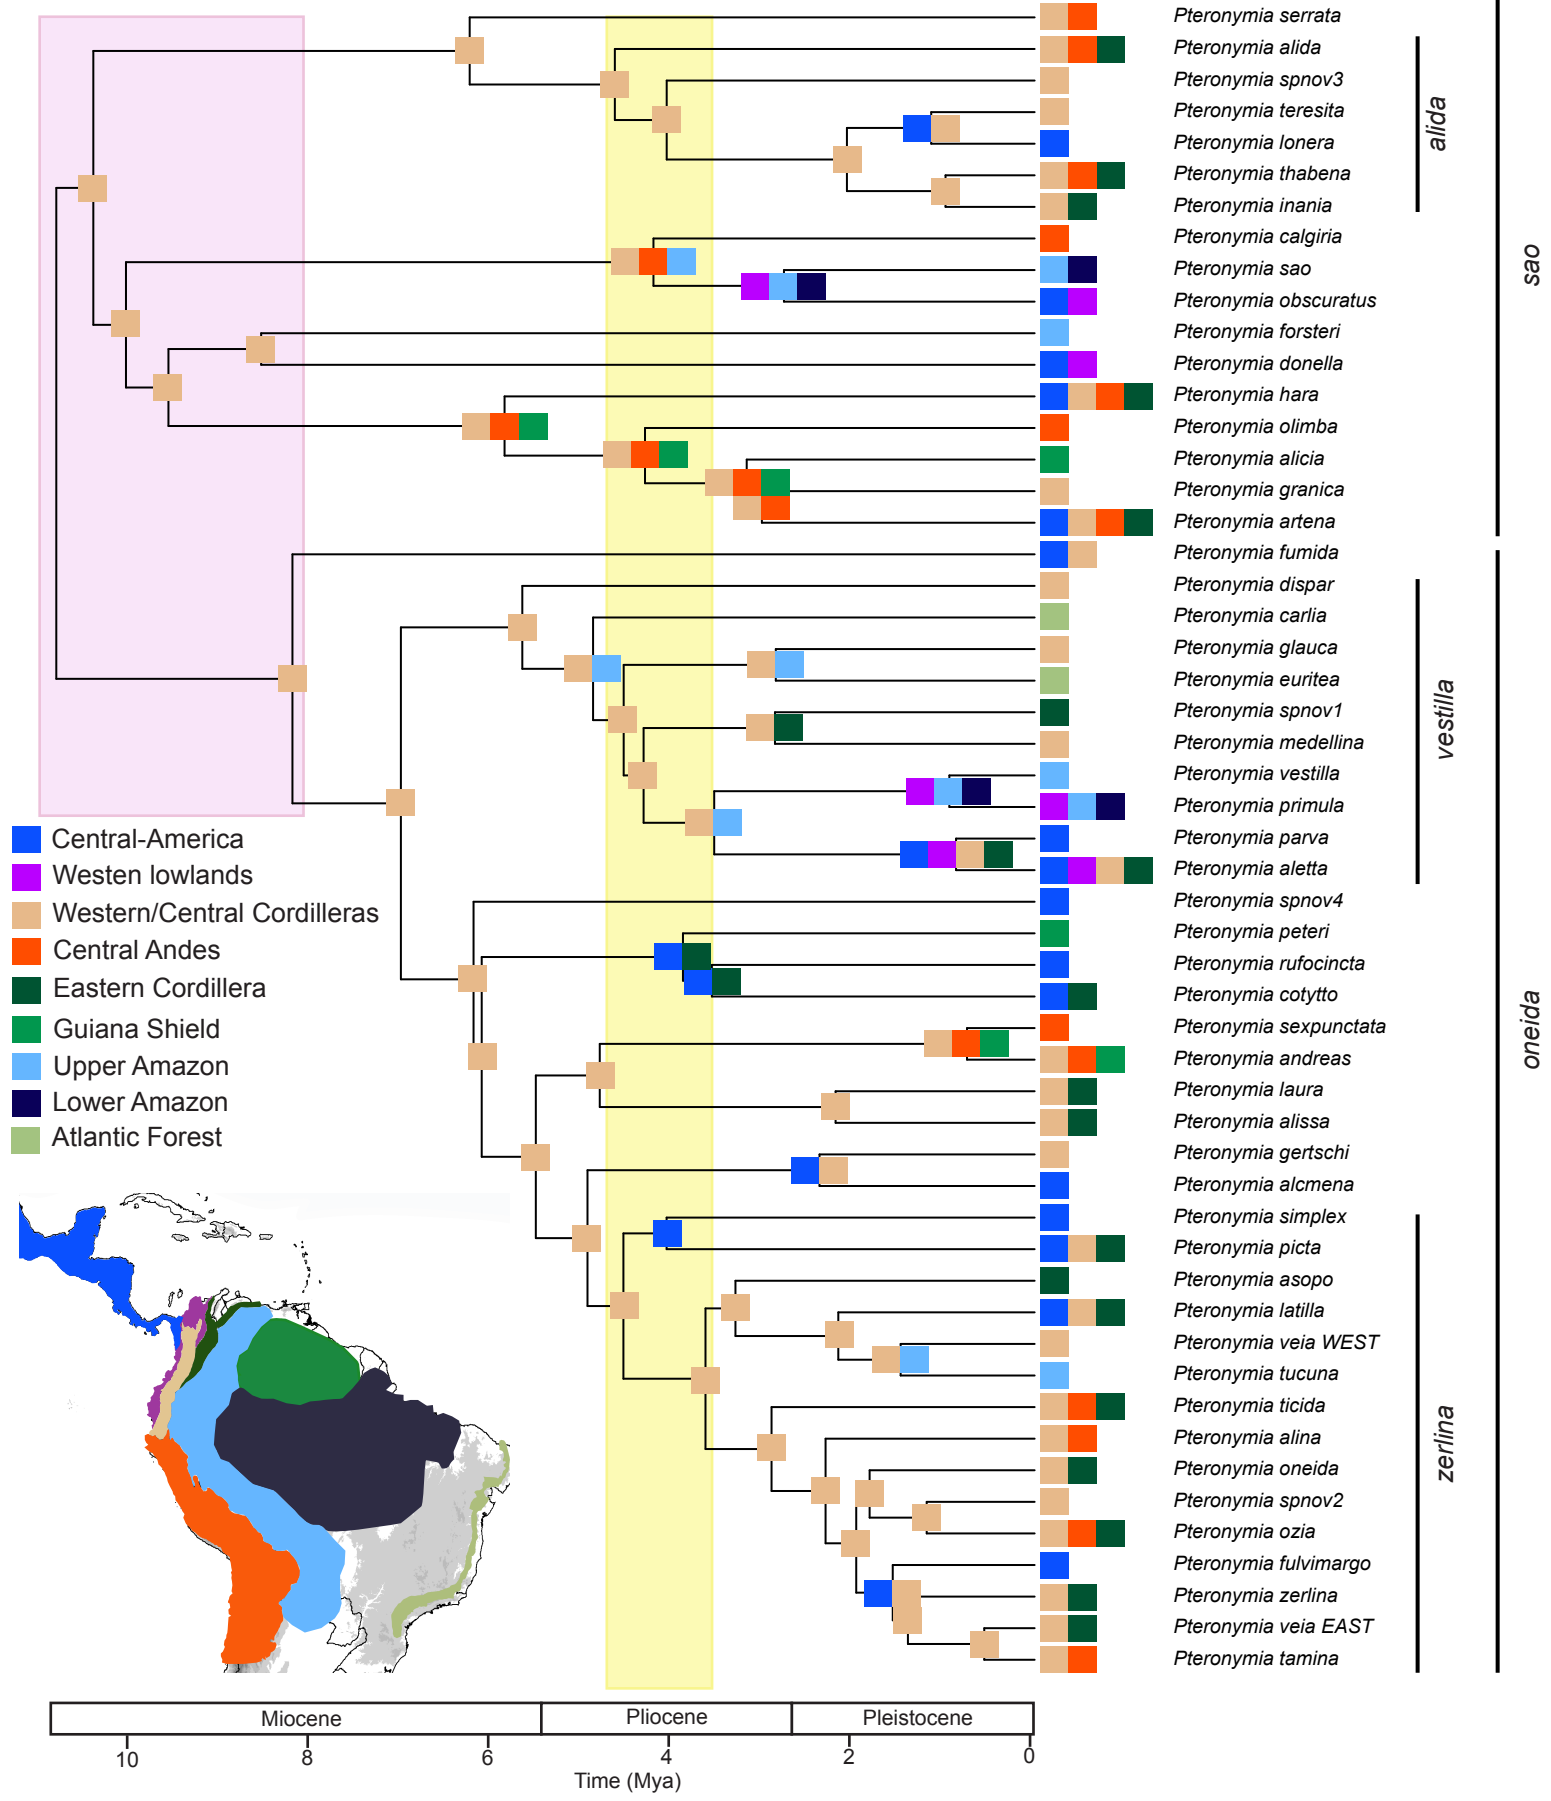 Pteronymia serrata
Pteronymia alida
Pteronymia spnov3
Pteronymia teresita
Pteronymia lonera
Pteronymia thabena
Pteronymia inania
alida
Pteronymia calgiria
Pteronymia sao
Pteronymia obscuratus
Pteronymia forsteri
Pteronymia donella
Pteronymia hara
Pteronymia olimba
Pteronymia alicia
Pteronymia granica
Pteronymia artena
sao
Pteronymia fumida
Pteronymia dispar
Pteronymia carlia
Pteronymia glauca
Pteronymia euritea
Pteronymia spnov1
Pteronymia medellina
Pteronymia vestilla
Pteronymia primula
Pteronymia parva
Pteronymia aletta
vestilla
Pteronymia spnov4
Pteronymia peteri
Pteronymia rufocincta
Pteronymia cotytto
Pteronymia sexpunctata
Pteronymia andreas
Pteronymia laura
Pteronymia alissa
Pteronymia gertschi
Pteronymia alcmena
oneida
Pteronymia simplex
Pteronymia picta
Pteronymia asopo
Pteronymia latilla
Pteronymia veia WEST
Pteronymia tucuna
Pteronymia ticida
Pteronymia alina
Pteronymia oneida
Pteronymia spnov2
Pteronymia ozia
Pteronymia fulvimargo
Pteronymia zerlina
Pteronymia veia EAST
Pteronymia tamina
zerlina
Central-America
Westen lowlands
Western/Central Cordilleras
Central Andes
Eastern Cordillera
Guiana Shield
Upper Amazon
Lower Amazon
Atlantic Forest
Miocene Pliocene Pleistocene
10 8 6 4 2 0
Time (Mya)